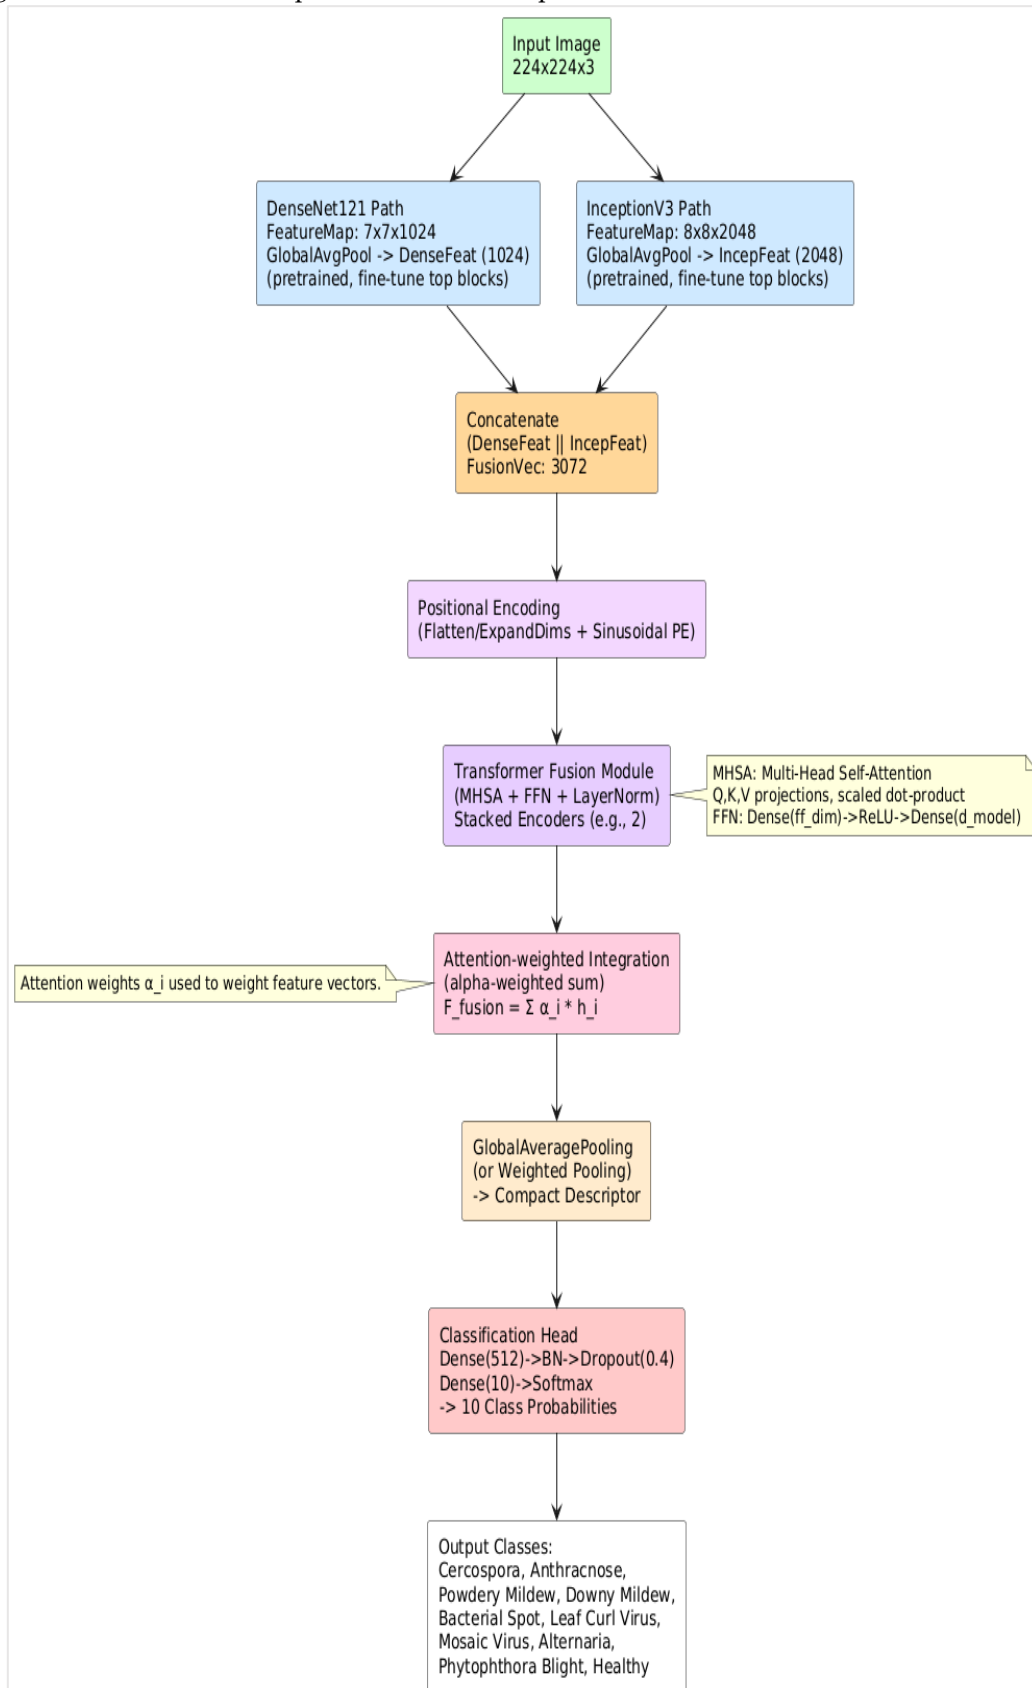 Input Image
224x224x3
DenseNet121 Path
FeatureMap: 7x7x1024
GlobalAvgPool -> DenseFeat (1024)
(pretrained, fine-tune top blocks)
InceptionV3 Path
FeatureMap: 8x8x2048
GlobalAvgPool -> IncepFeat (2048)
(pretrained, fine-tune top blocks)
Concatenate
(DenseFeat || IncepFeat)
FusionVec: 3072
Positional Encoding
(Flatten/ExpandDims + Sinusoidal PE)
Transformer Fusion Module
(MHSA + FFN + LayerNorm)
Stacked Encoders (e.g., 2)
MHSA: Multi-Head Self-Attention
Q,K,V projections, scaled dot-product
FFN: Dense(ff_dim)->ReLU->Dense(d_model)
Attention-weighted Integration
(alpha-weighted sum)
F_fusion = Σ α_i * h_i
Attention weights α_i used to weight feature vectors.
GlobalAveragePooling
(or Weighted Pooling)
-> Compact Descriptor
Classification Head
Dense(512)->BN->Dropout(0.4)
Dense(10)->Softmax
-> 10 Class Probabilities
Output Classes:
Cercospora, Anthracnose,
Powdery Mildew, Downy Mildew,
Bacterial Spot, Leaf Curl Virus,
Mosaic Virus, Alternaria,
Phytophthora Blight, Healthy